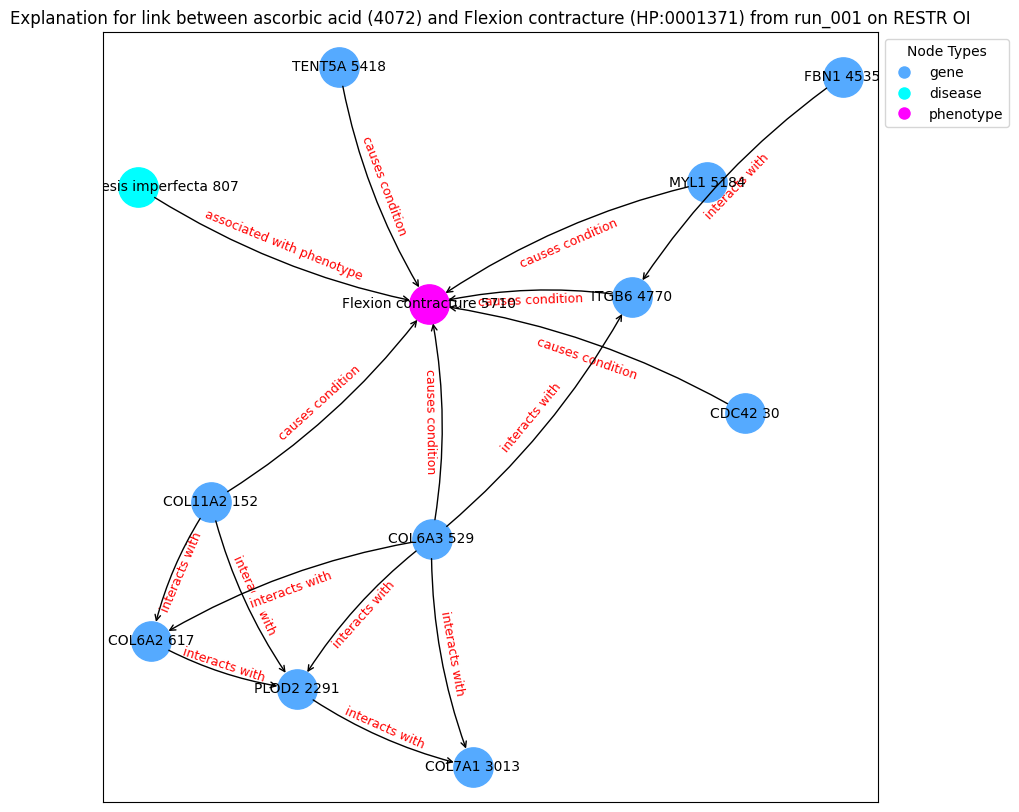 Explanation for link between ascorbic acid (4072) and Flexion contracture (HP:0001371) from run_001 on RESTR OI
Node Types
gene
disease
phenotype
TENT5A 5418
FBN1 4535
causes condition
interacts with
MYL1 5184
esis imperfecta 807
associated with phenotype
causes condition
ITGB6 4770
causes condition
Flexion contracture 5710
causes condition
CDC42 30
causes condition
causes condition
interacts with
COL11A2 152
COL6A3 529
interacts with
interacts with
interacts with
interacts with
interacts with
COL6A2 617
interacts with
PLOD2 2291
interacts with
COL7A1 3013